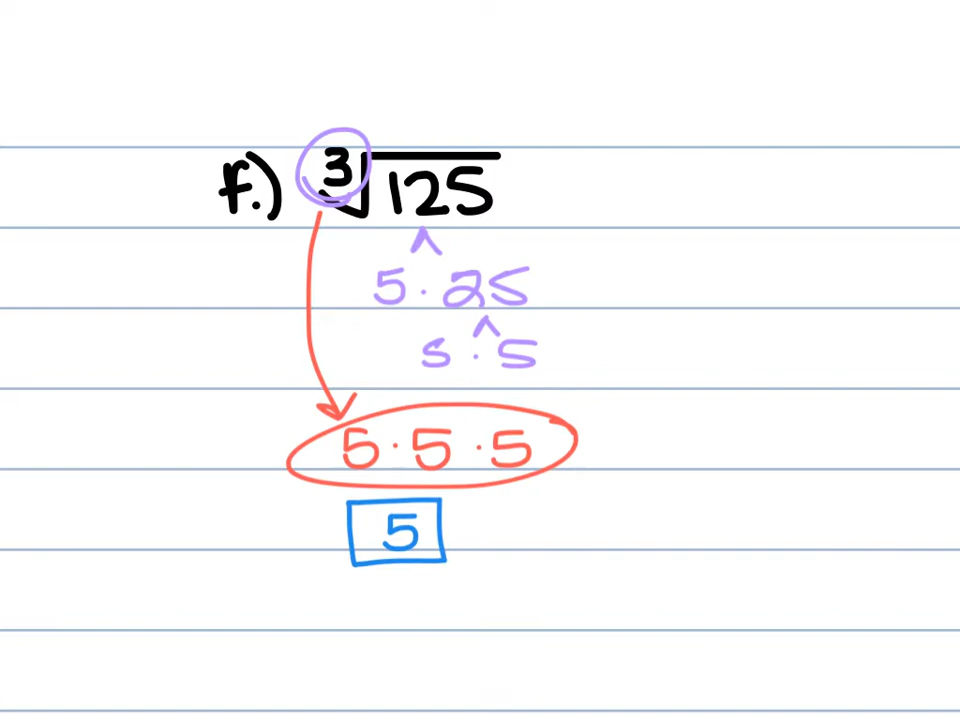 f.) ∛125
5 · 25
5 · 5
5 · 5 · 5
5